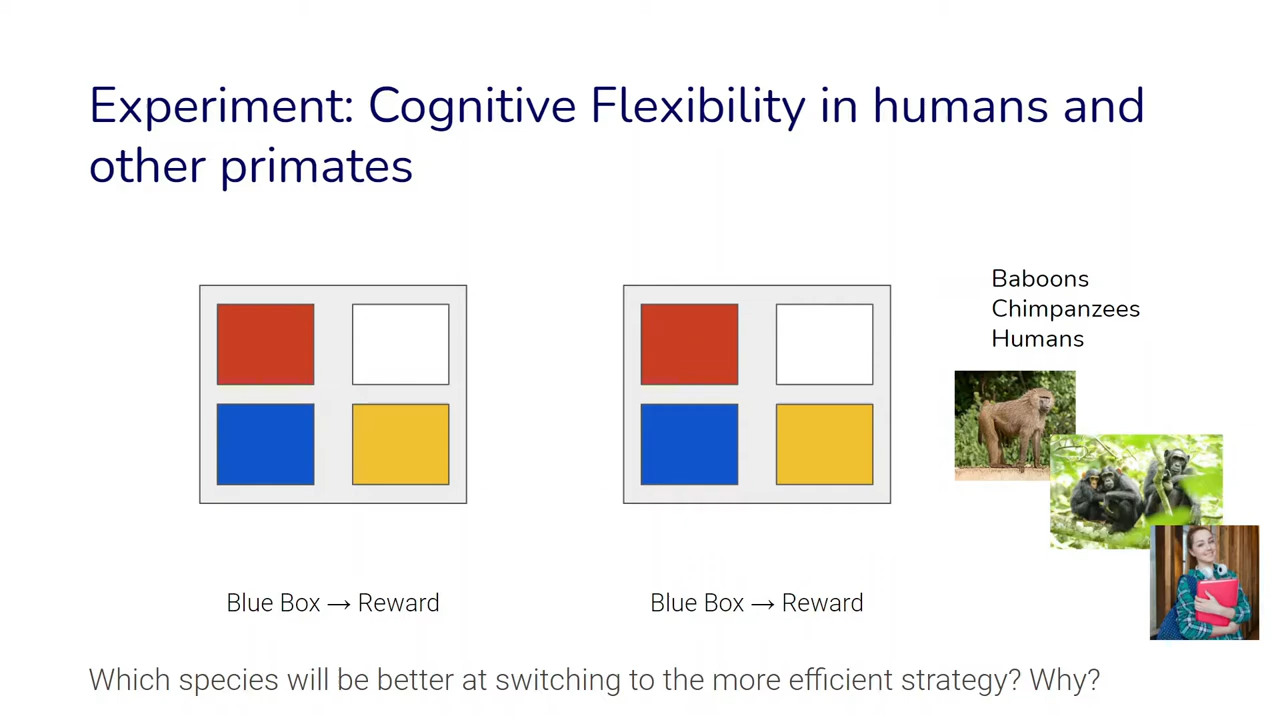 Experiment: Cognitive Flexibility in humans and
other primates
Baboons
Chimpanzees
Humans
Blue Box → Reward
Blue Box → Reward
Which species will be better at switching to the more efficient strategy? Why?